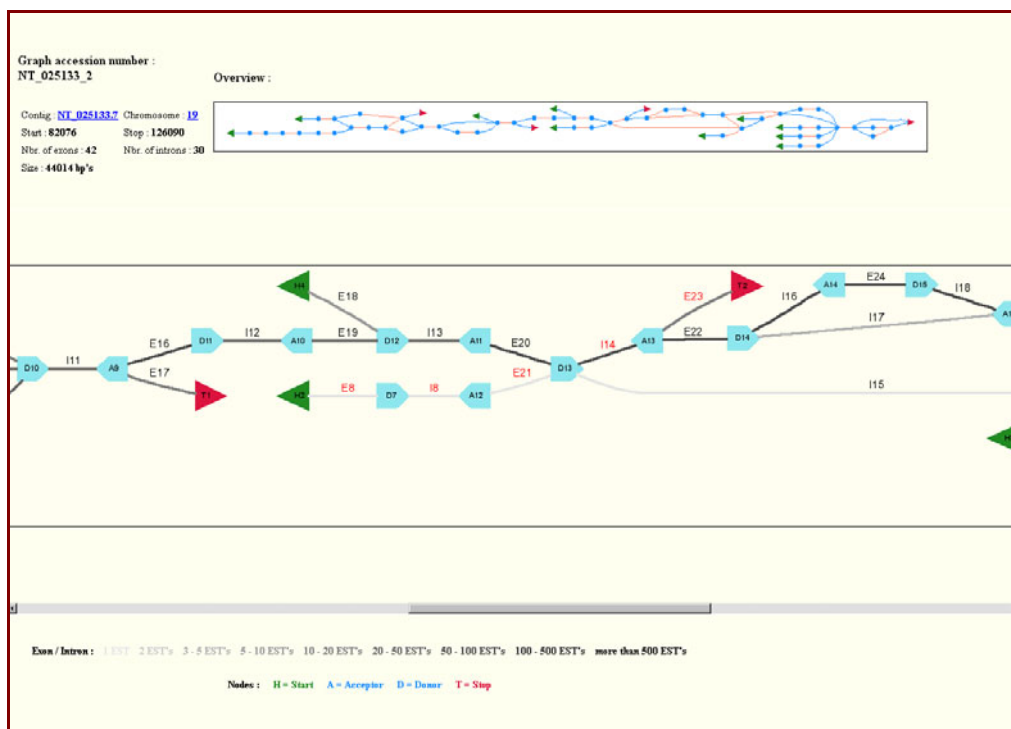 Graph accession number :
NT_025133_2
Overview :
Contig : NT_025133.7 Chromosome : 19
Start : 82076 Stop : 126090
Nbr. of exons : 42 Nbr. of introns : 30
Size : 44014 bp's
H4 T2 A14 E24 D15
E18 E23 I16 I18
I17
D11 I12 A10 E19 D12 I13 A11 E20 I14 A13 E22 D14
E16
D10 I11 A9 D13
E17 E21
T1 E8 D7 I8 A12 I15
Exon / Intron : 1 EST 2 EST's 3 - 5 EST's 5 - 10 EST's 10 - 20 EST's 20 - 50 EST's 50 - 100 EST's 100 - 500 EST's more than 500 EST's
Nodes : H = Start A = Acceptor D = Donor T = Stop